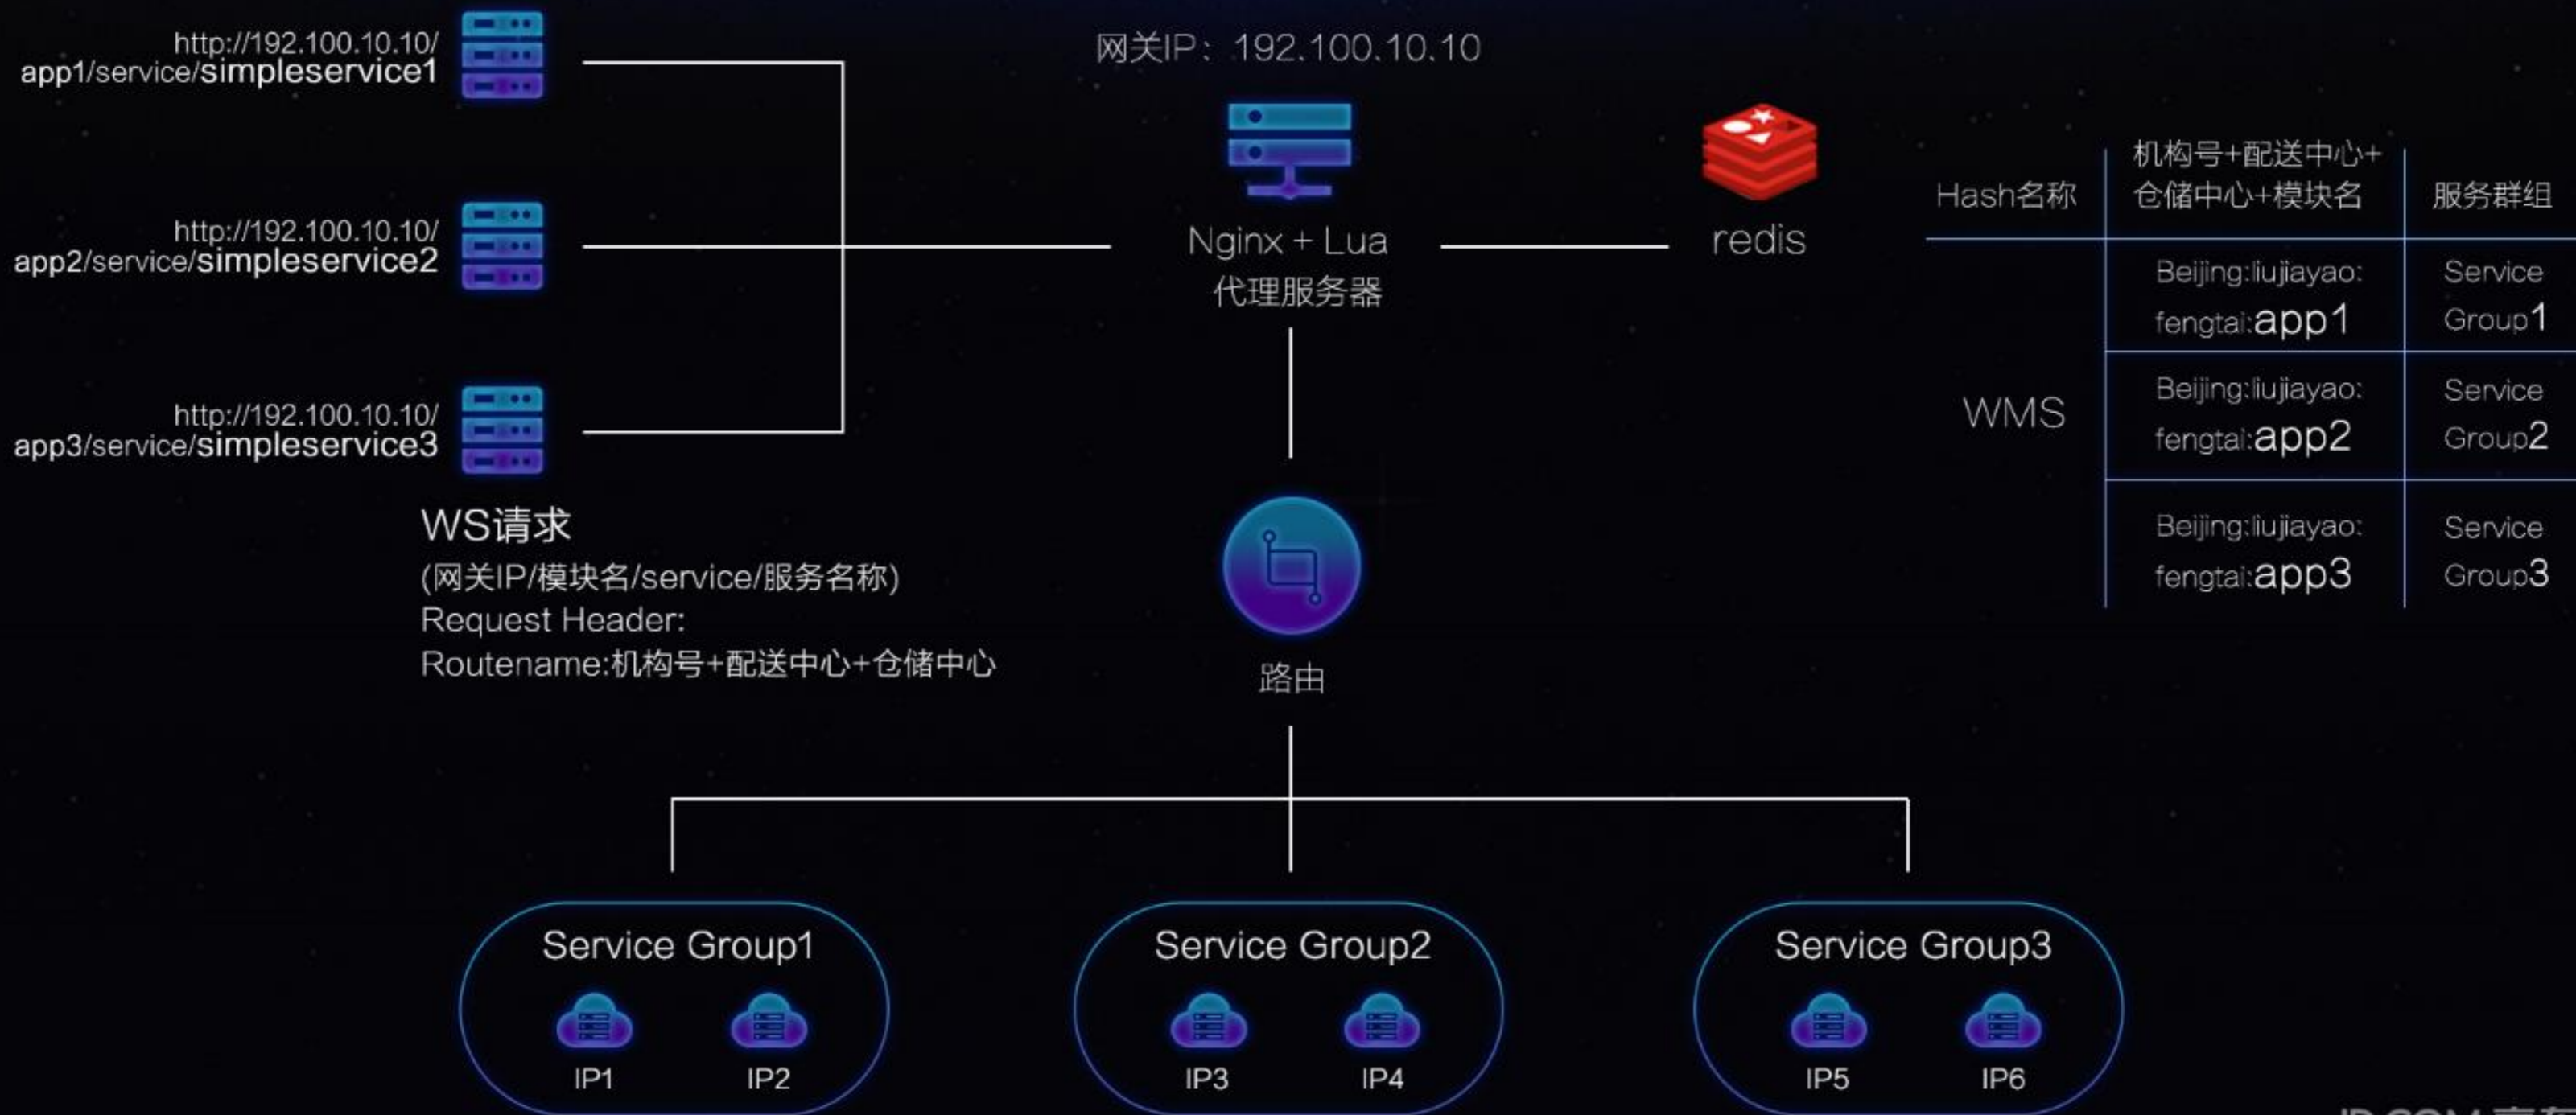 http://192.100.10.10/
app1/service/simpleservice1
http://192.100.10.10/
app2/service/simpleservice2
http://192.100.10.10/
app3/service/simpleservice3
WS请求
(网关IP/模块名/service/服务名称)
Request Header:
Routename:机构号+配送中心+仓储中心
网关IP：192.100.10.10
Nginx + Lua
代理服务器
redis
路由
Hash名称
机构号+配送中心+
仓储中心+模块名
服务群组
WMS
Beijing:liujiayao:
fengtai:app1
Service
Group1
Beijing:liujiayao:
fengtai:app2
Service
Group2
Beijing:liujiayao:
fengtai:app3
Service
Group3
Service Group1
IP1
IP2
Service Group2
IP3
IP4
Service Group3
IP5
IP6